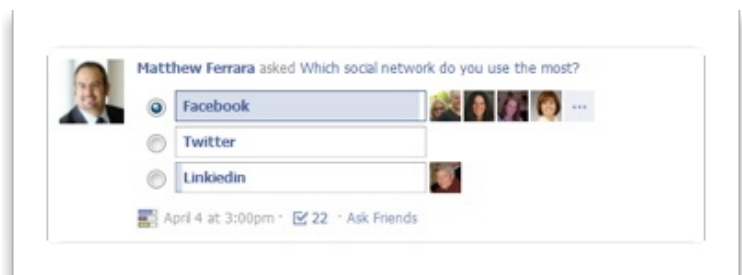 Matthew Ferrara asked Which social network do you use the most?
Facebook
...
Twitter
Linkiedin
April 4 at 3:00pm · 22 · Ask Friends